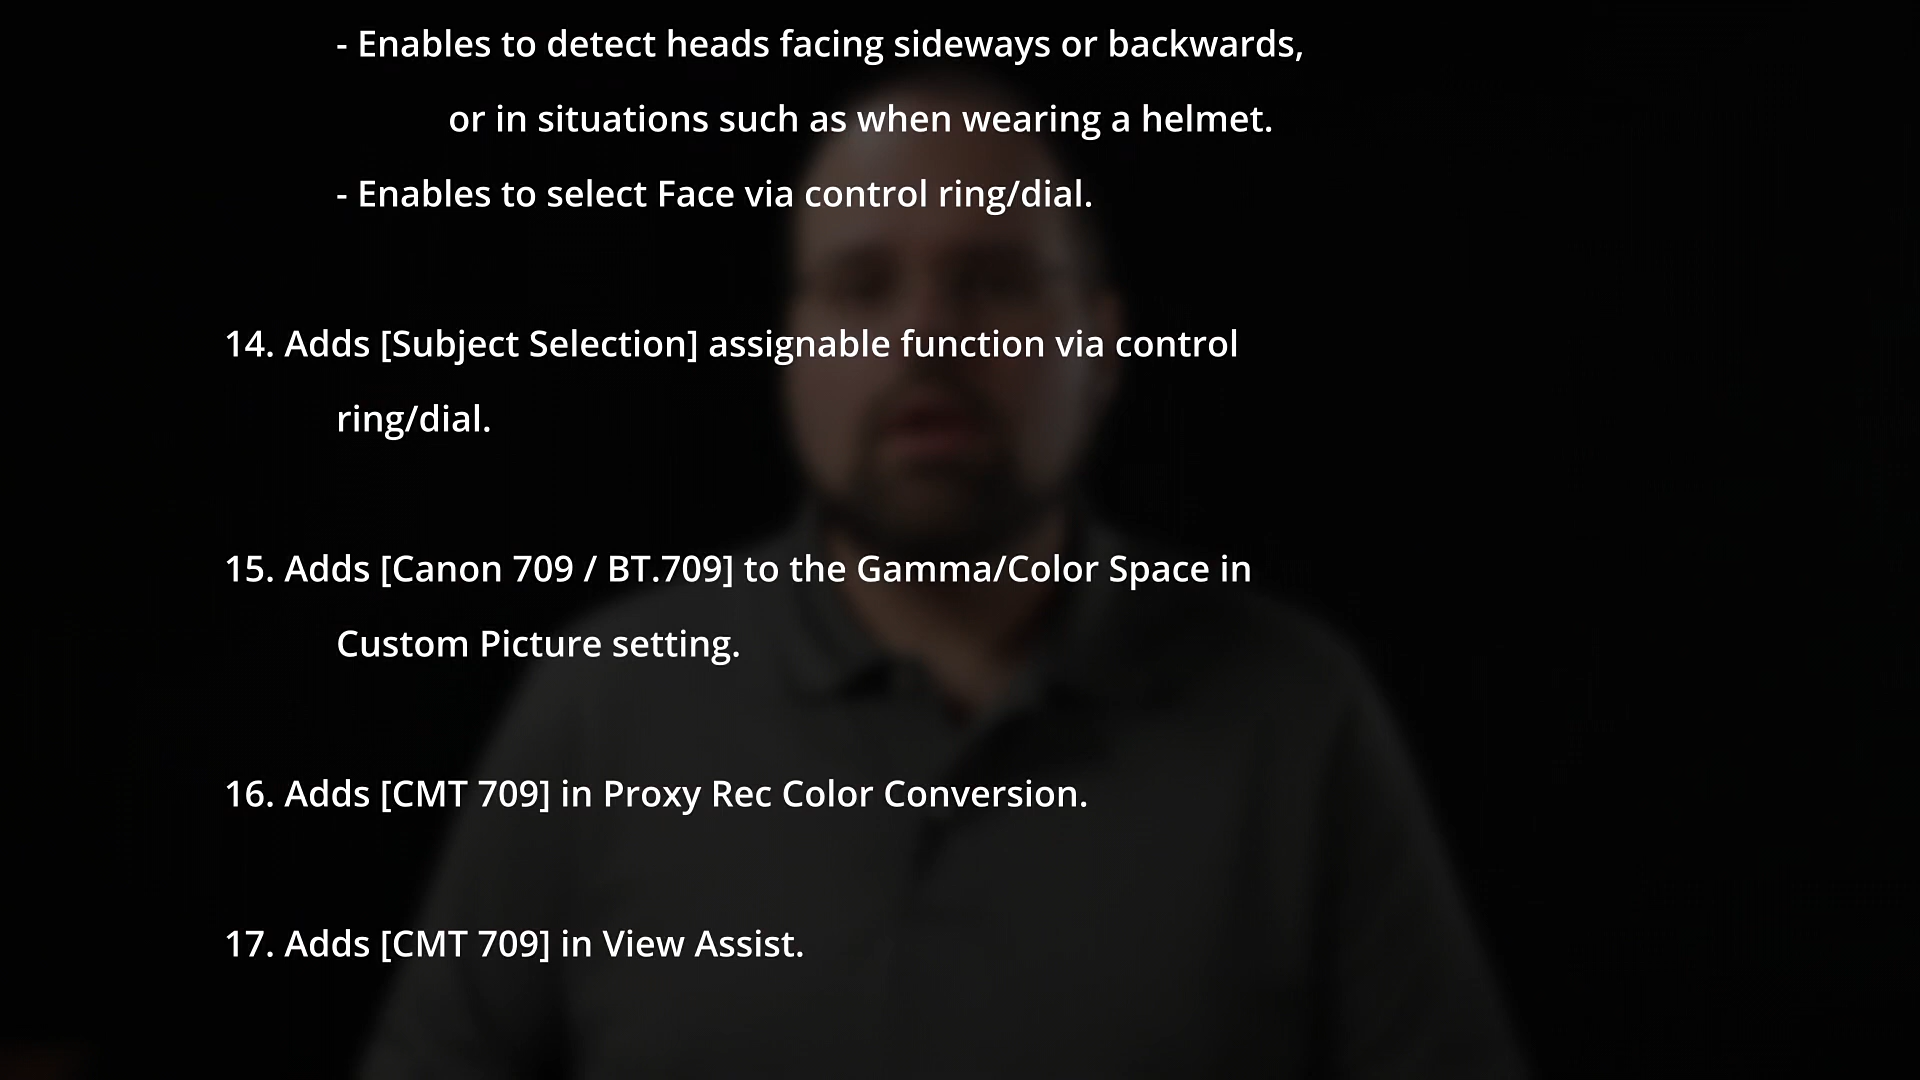 - Enables to detect heads facing sideways or backwards,
or in situations such as when wearing a helmet.
- Enables to select Face via control ring/dial.
14. Adds [Subject Selection] assignable function via control
ring/dial.
15. Adds [Canon 709 / BT.709] to the Gamma/Color Space in
Custom Picture setting.
16. Adds [CMT 709] in Proxy Rec Color Conversion.
17. Adds [CMT 709] in View Assist.